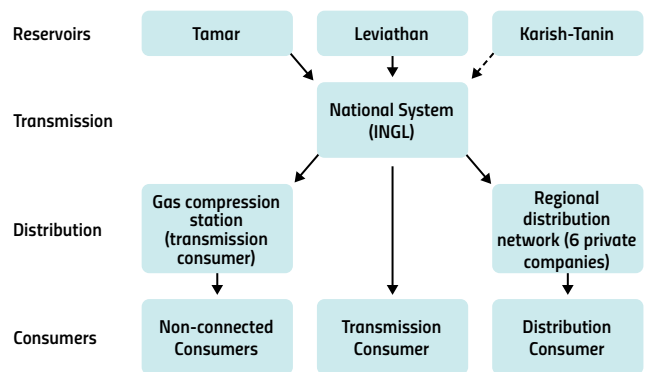 Reservoirs
Tamar
Leviathan
Karish-Tanin
Transmission
National System
(INGL)
Distribution
Gas compression
station
(transmission
consumer)
Regional
distribution
network (6 private
companies)
Consumers
Non-connected
Consumers
Transmission
Consumer
Distribution
Consumer